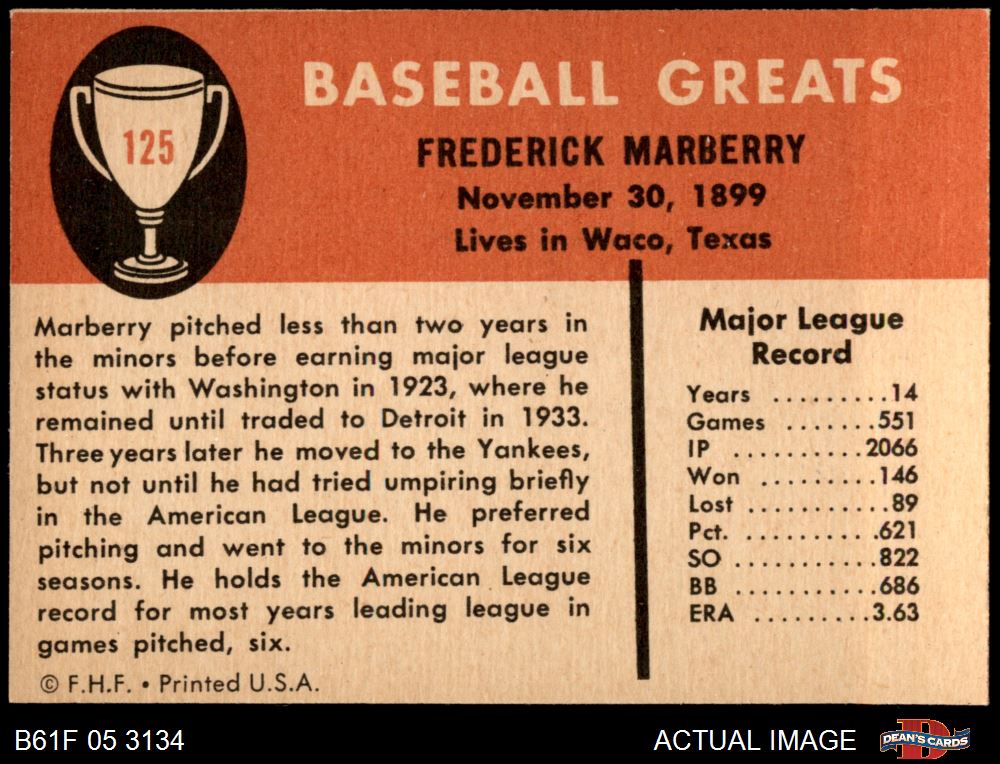 125
BASEBALL GREATS
FREDERICK MARBERRY
November 30, 1899
Lives in Waco, Texas
Marberry pitched less than two years in
the minors before earning major league
status with Washington in 1923, where he
remained until traded to Detroit in 1933.
Three years later he moved to the Yankees,
but not until he had tried umpiring briefly
in the American League. He preferred
pitching and went to the minors for six
seasons. He holds the American League
record for most years leading league in
games pitched, six.
© F.H.F. • Printed U.S.A.
Major League
Record
Years .........14
Games .......551
IP ..........2066
Won .........146
Lost ...........89
Pct. ..........621
SO ...........822
BB ...........686
ERA .........3.63
B61F 05 3134
ACTUAL IMAGE
D
DEAN'S CARDS